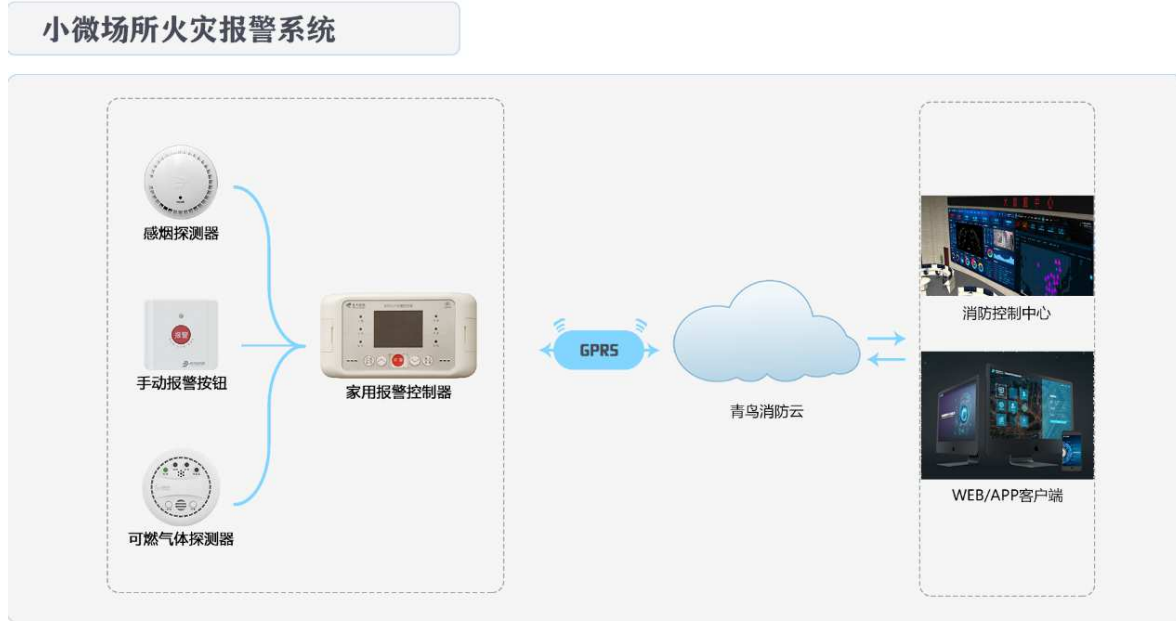 小微场所火灾报警系统
感烟探测器
报警
手动报警按钮
可燃气体探测器
家用报警控制器
GPRS
青鸟消防云
消防控制中心
WEB/APP客户端